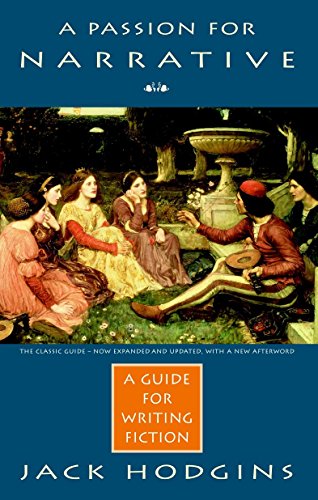 A PASSION FOR
NARRATIVE
THE CLASSIC GUIDE – NOW EXPANDED AND UPDATED, WITH A NEW AFTERWORD
A GUIDE
FOR
WRITING
FICTION
JACK HODGINS